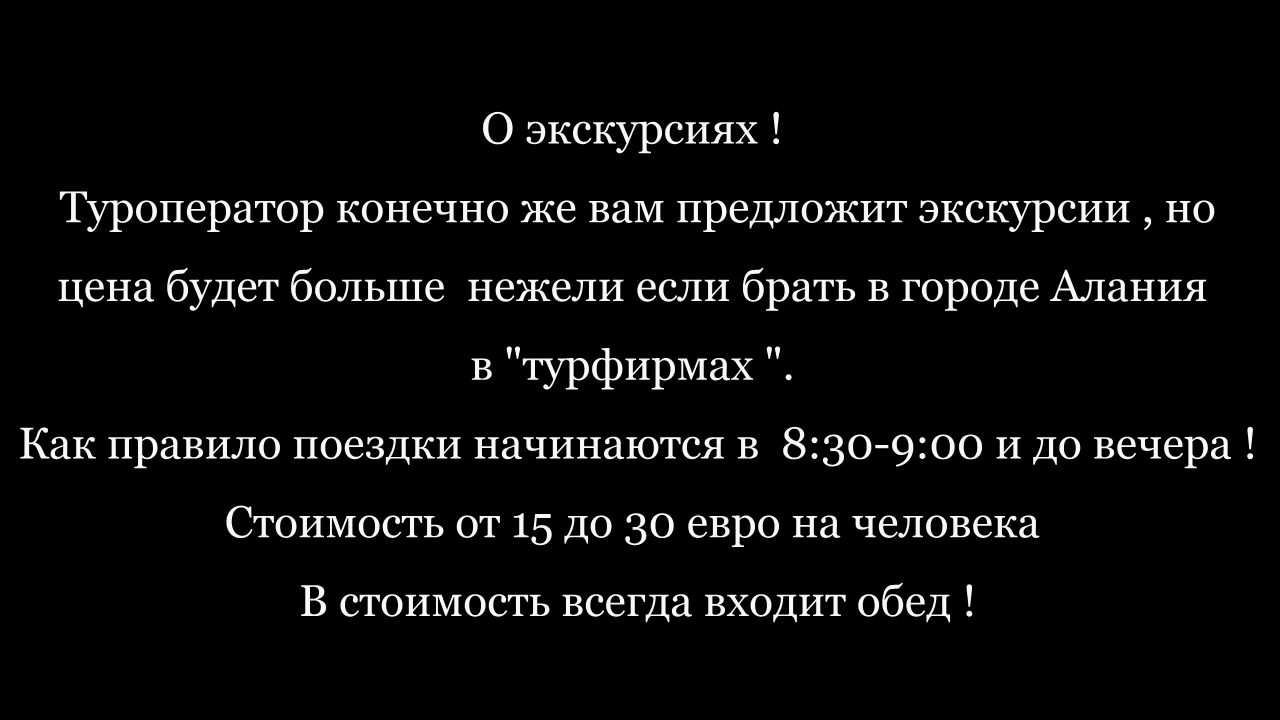 О экскурсиях !
Туроператор конечно же вам предложит экскурсии , но
цена будет больше  нежели если брать в городе Алания
в "турфирмах ".
Как правило поездки начинаются в  8:30-9:00 и до вечера !
Стоимость от 15 до 30 евро на человека
В стоимость всегда входит обед !